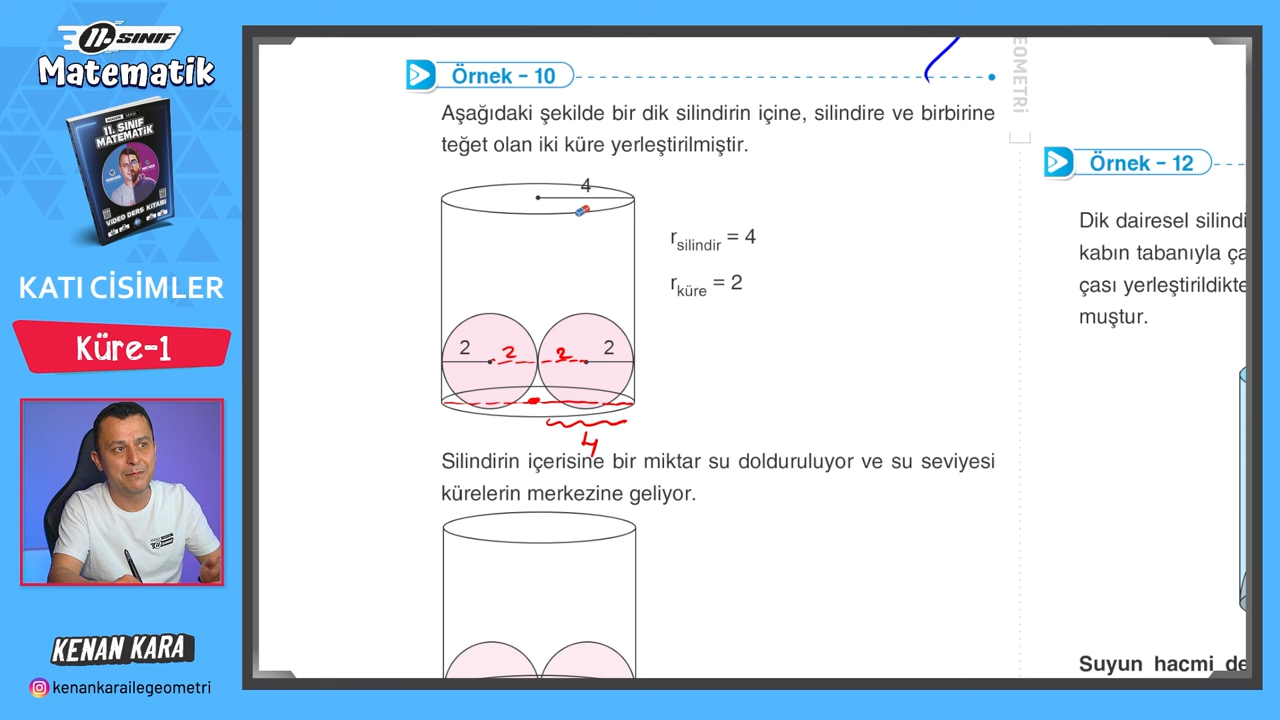 11. SINIF
Matematik
11. SINIF
MATEMATİK
VİDEO DERS KİTABI
KATI CİSİMLER
Küre-1
KENAN KARA
kenankarailegeometri
Örnek - 10
Aşağıdaki şekilde bir dik silindirin içine, silindire ve birbirine
teğet olan iki küre yerleştirilmiştir.
4
rsilindir = 4
rküre = 2
2 2 2 2
4
Silindirin içerisine bir miktar su dolduruluyor ve su seviyesi
kürelerin merkezine geliyor.
EOMETRİ
Örnek - 12
Dik dairesel silindi
kabın tabanıyla ça
çası yerleştirildikte
muştur.
Suyun hacmi de